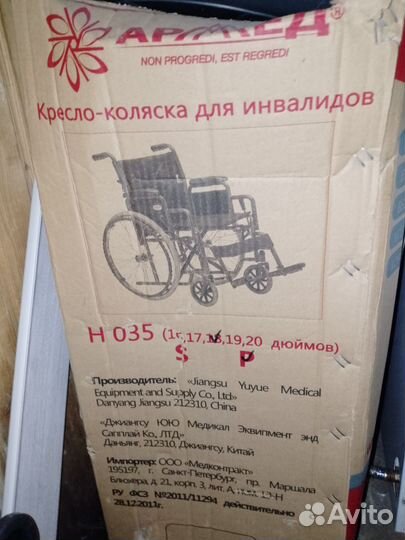 АРМЕД®
NON PROGREDI, EST REGREDI
Кресло-коляска для инвалидов
H 035 (16,17,18,19,20 дюймов)
S P
Производитель: «Jiangsu Yuyue Medical
Equipment and Supply Co., Ltd»
Danyang Jiangsu 212310, China
«Джиангсу ЮЮ Медикал Эквипмент энд
Сапплай Ко., ЛТД»
Даньянг, 212310, Джиангсу, Китай
Импортер: ООО «Медконтракт»
195197, г. Санкт-Петербург, пр. Маршала
Блюхера, д. 21, корп. 3, лит. А,
РУ ФСЗ №2011/11294 действительно
28.12.2011г.
Avito